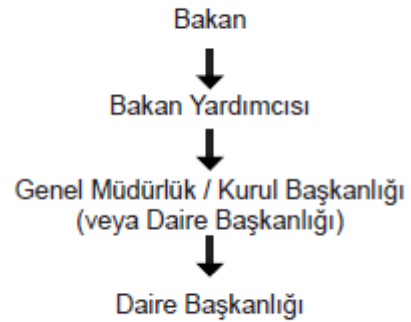 Bakan
Bakan Yardımcısı
Genel Müdürlük / Kurul Başkanlığı
(veya Daire Başkanlığı)
Daire Başkanlığı